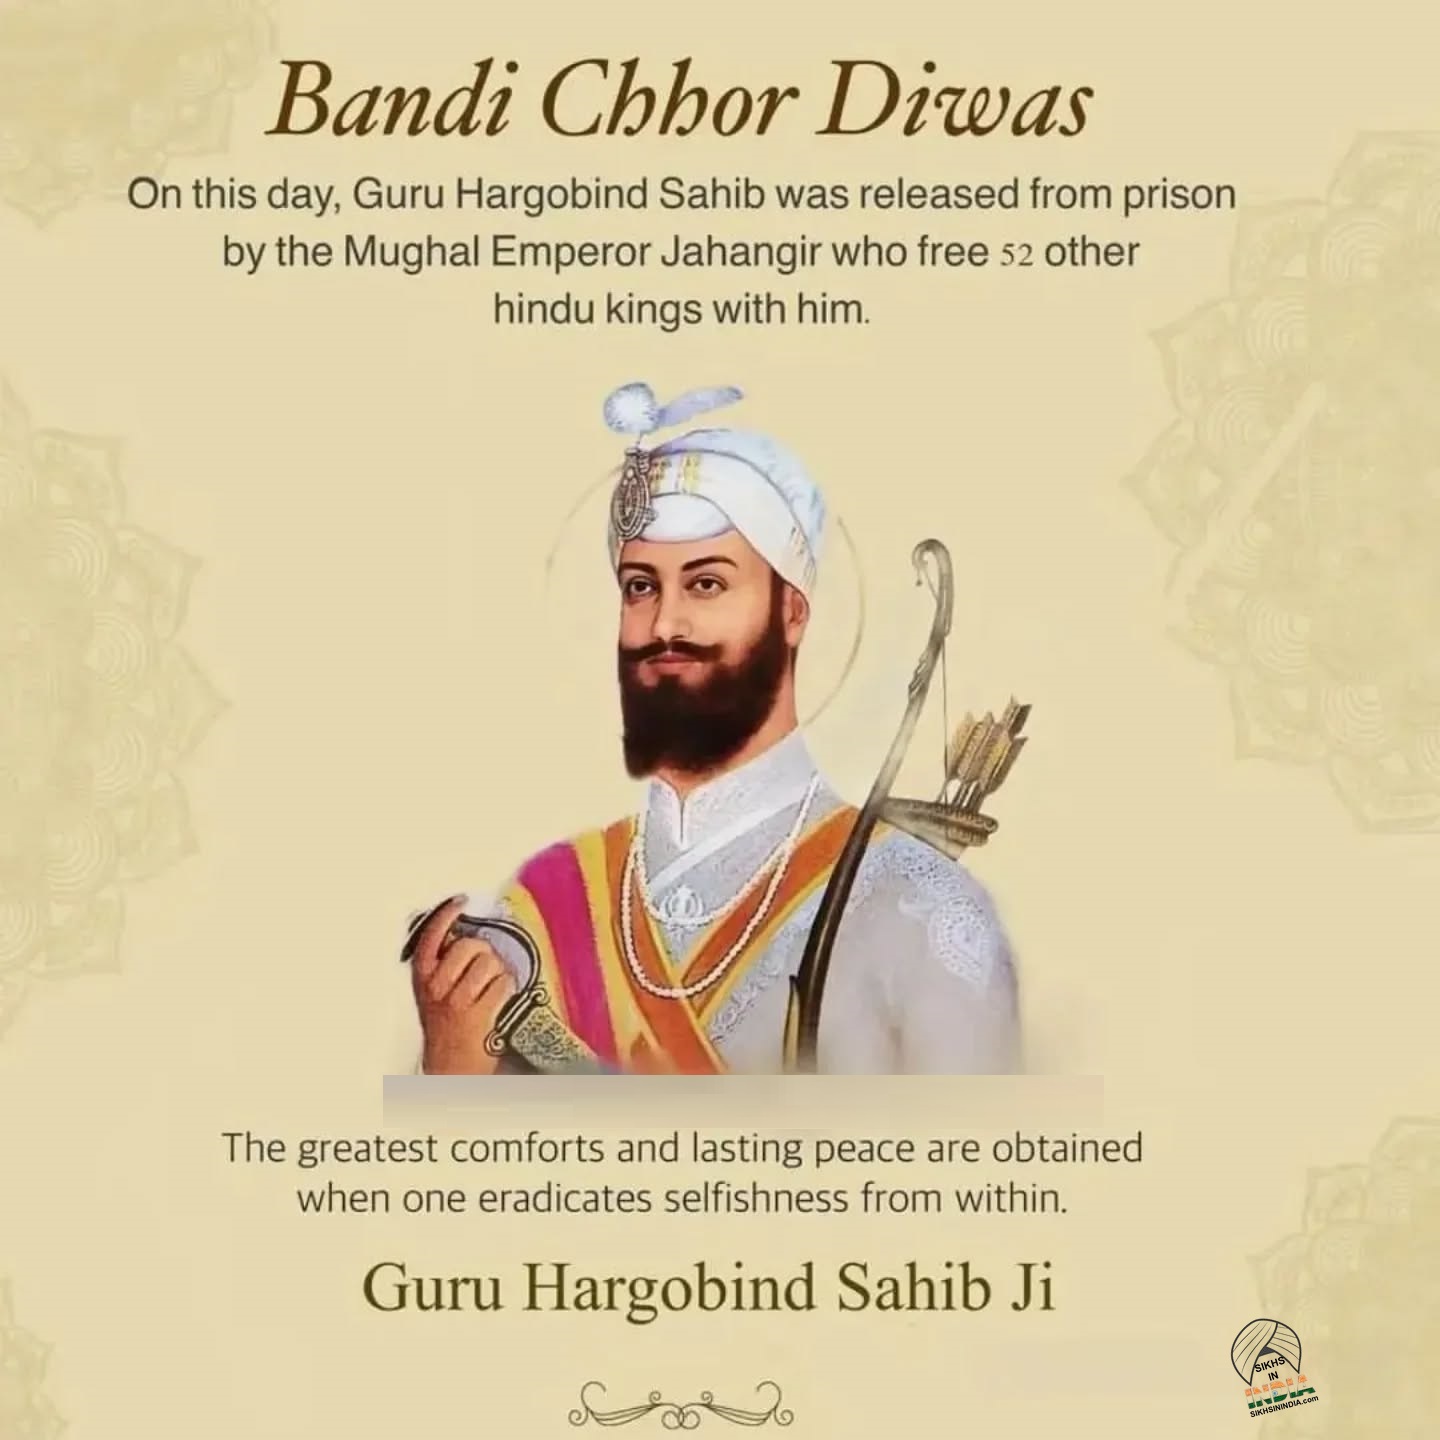 Bandi Chhor Diwas
On this day, Guru Hargobind Sahib was released from prison
by the Mughal Emperor Jahangir who free 52 other
hindu kings with him.
The greatest comforts and lasting peace are obtained
when one eradicates selfishness from within.
Guru Hargobind Sahib Ji
SIKHS
IN
INDIA
SIKHSININDIA.com